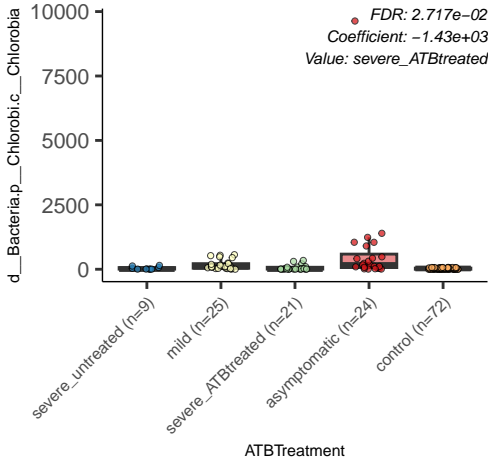 FDR: 2.717e−02
Coefficient: −1.43e+03
Value: severe_ATBtreated
d__Bacteria.p__Chlorobi.c__Chlorobia
10000
7500
5000
2500
0
severe_untreated (n=9)
mild (n=25)
severe_ATBtreated (n=21)
asymptomatic (n=24)
control (n=72)
ATBTreatment